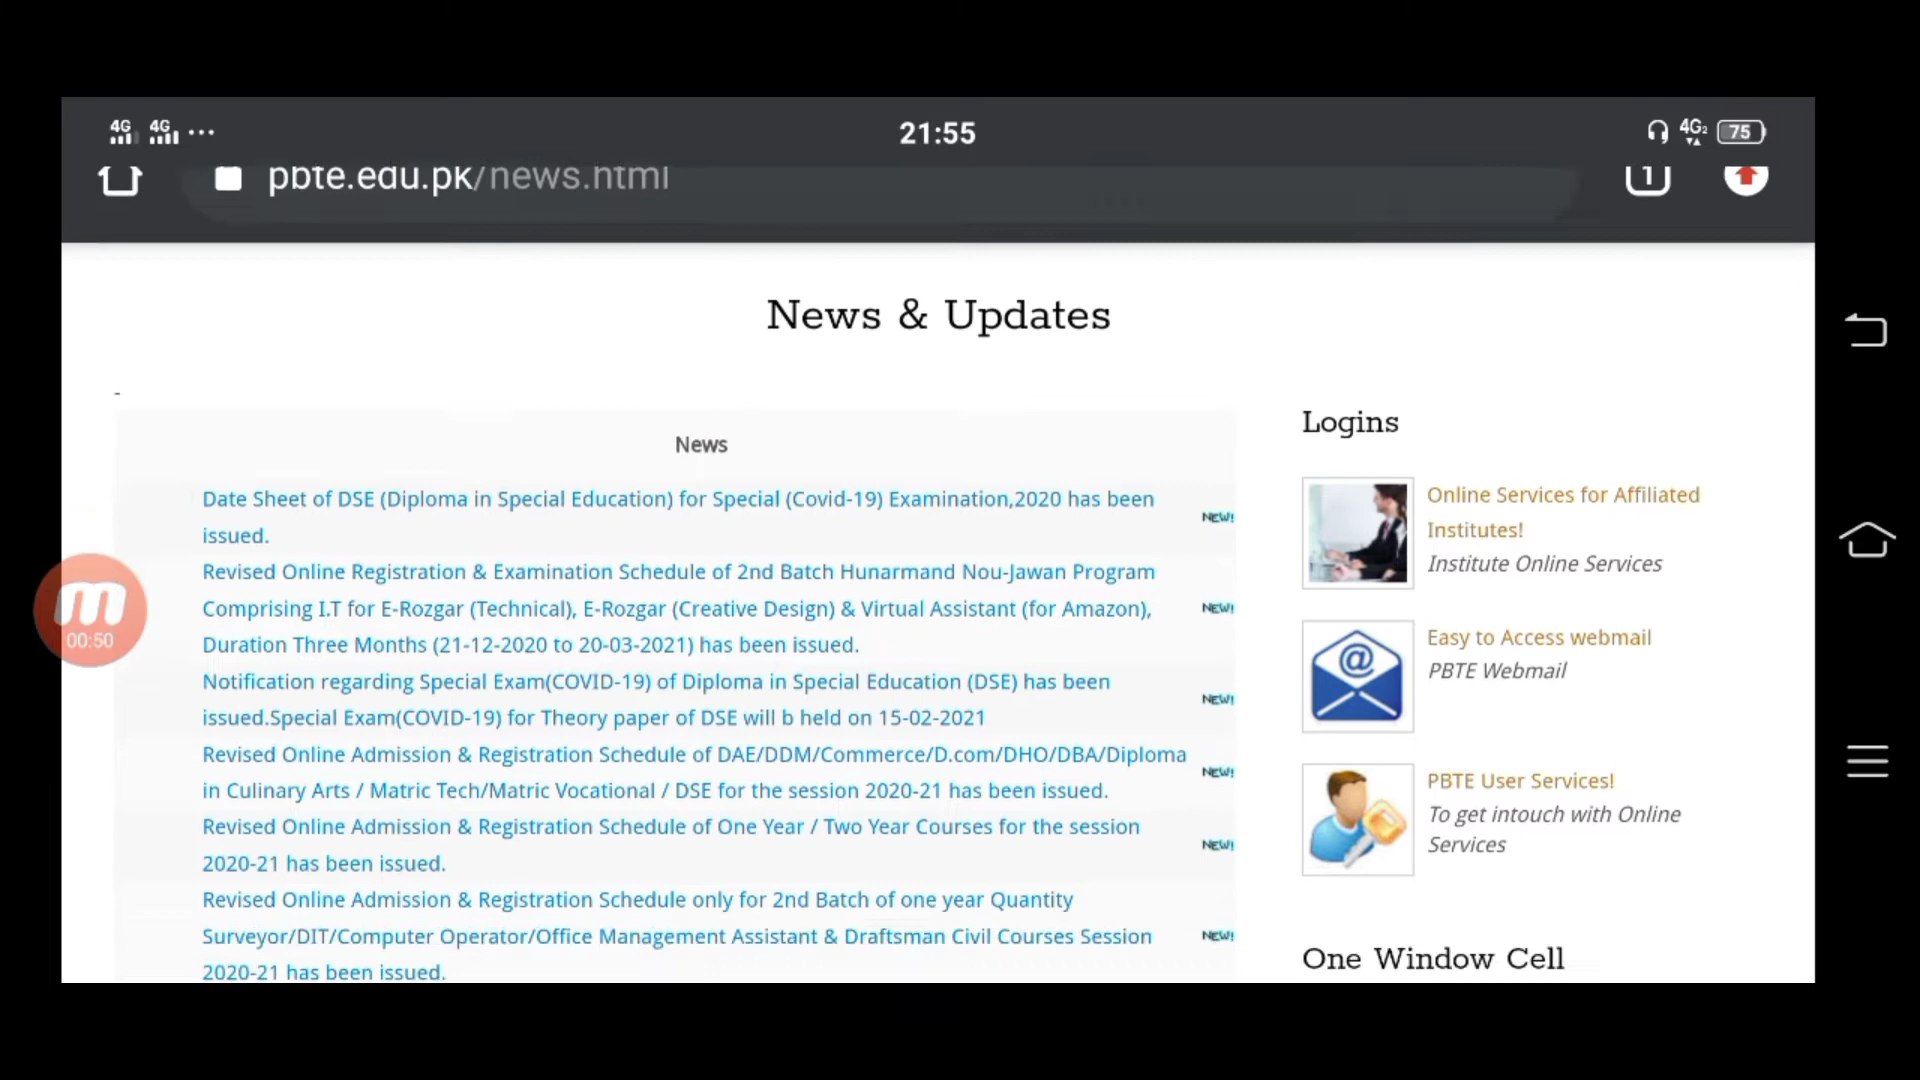 4G 4G ...
21:55
4G2 75
pbte.edu.pk/news.html
1
News & Updates
-
News
Date Sheet of DSE (Diploma in Special Education) for Special (Covid-19) Examination,2020 has been
issued.
NEW!
Revised Online Registration & Examination Schedule of 2nd Batch Hunarmand Nou-Jawan Program
Comprising I.T for E-Rozgar (Technical), E-Rozgar (Creative Design) & Virtual Assistant (for Amazon),
Duration Three Months (21-12-2020 to 20-03-2021) has been issued.
NEW!
Notification regarding Special Exam(COVID-19) of Diploma in Special Education (DSE) has been
issued.Special Exam(COVID-19) for Theory paper of DSE will b held on 15-02-2021
NEW!
Revised Online Admission & Registration Schedule of DAE/DDM/Commerce/D.com/DHO/DBA/Diploma
in Culinary Arts / Matric Tech/Matric Vocational / DSE for the session 2020-21 has been issued.
NEW!
Revised Online Admission & Registration Schedule of One Year / Two Year Courses for the session
2020-21 has been issued.
NEW!
Revised Online Admission & Registration Schedule only for 2nd Batch of one year Quantity
Surveyor/DIT/Computer Operator/Office Management Assistant & Draftsman Civil Courses Session
2020-21 has been issued.
NEW!
Logins
Online Services for Affiliated
Institutes!
Institute Online Services
@
Easy to Access webmail
PBTE Webmail
PBTE User Services!
To get intouch with Online
Services
One Window Cell
m
00:50